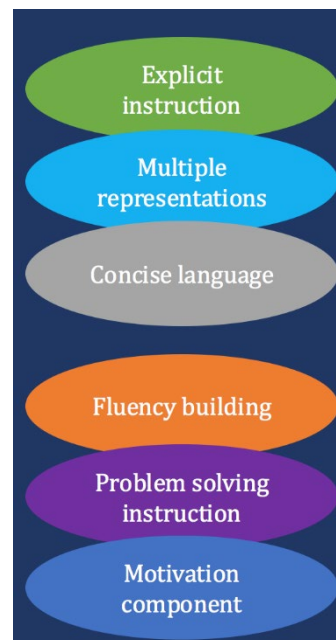 Explicit
instruction
Multiple
representations
Concise language
Fluency building
Problem solving
instruction
Motivation
component